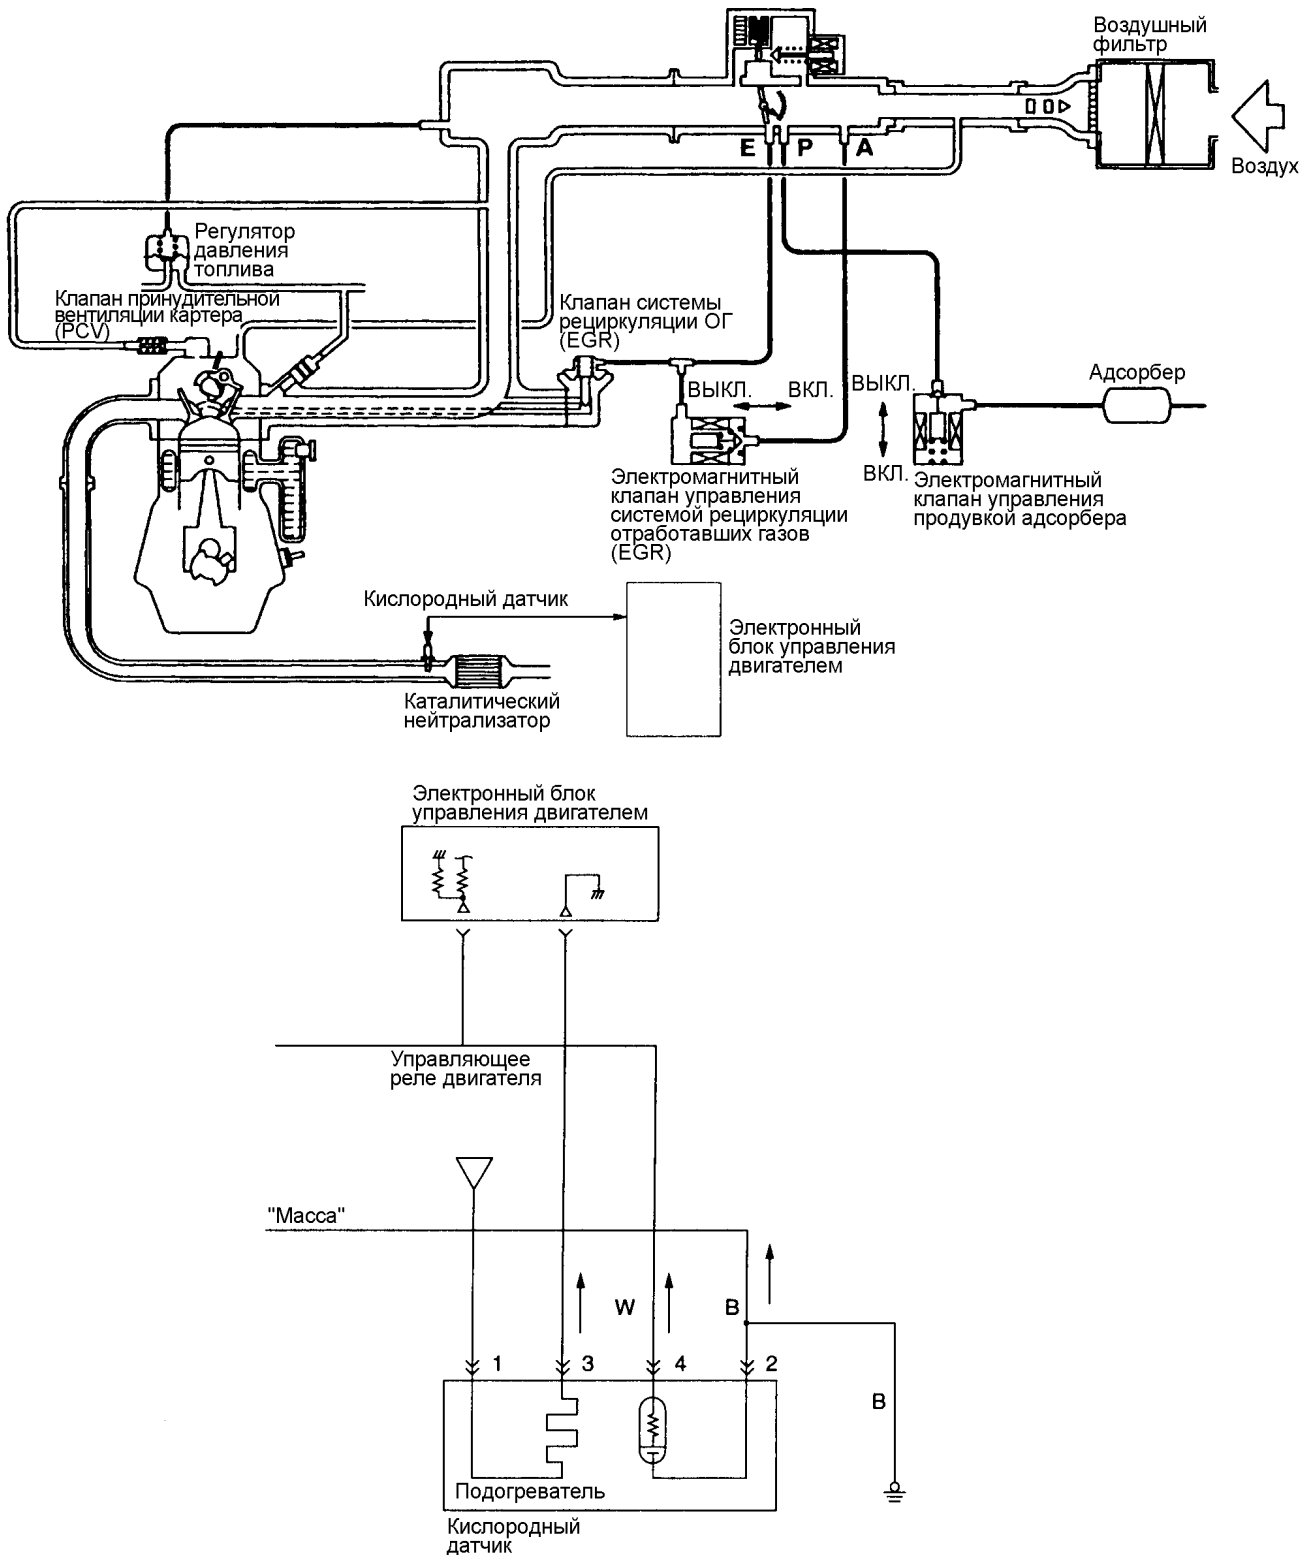 Воздушный
фильтр
E
P
A
Воздух
Регулятор
давления
топлива
Клапан принудительной
вентиляции картера
(PCV)
Клапан системы
рециркуляции ОГ
(EGR)
ВЫКЛ.
ВКЛ.
ВЫКЛ.
ВКЛ.
Адсорбер
Электромагнитный
клапан управления
системой рециркуляции
отработавших газов
(EGR)
Электромагнитный
клапан управления
продувкой адсорбера
Кислородный датчик
Электронный
блок управления
двигателем
Каталитический
нейтрализатор
Электронный блок
управления двигателем
Управляющее
реле двигателя
"Масса"
W
B
1
3
4
2
B
Подогреватель
Кислородный
датчик